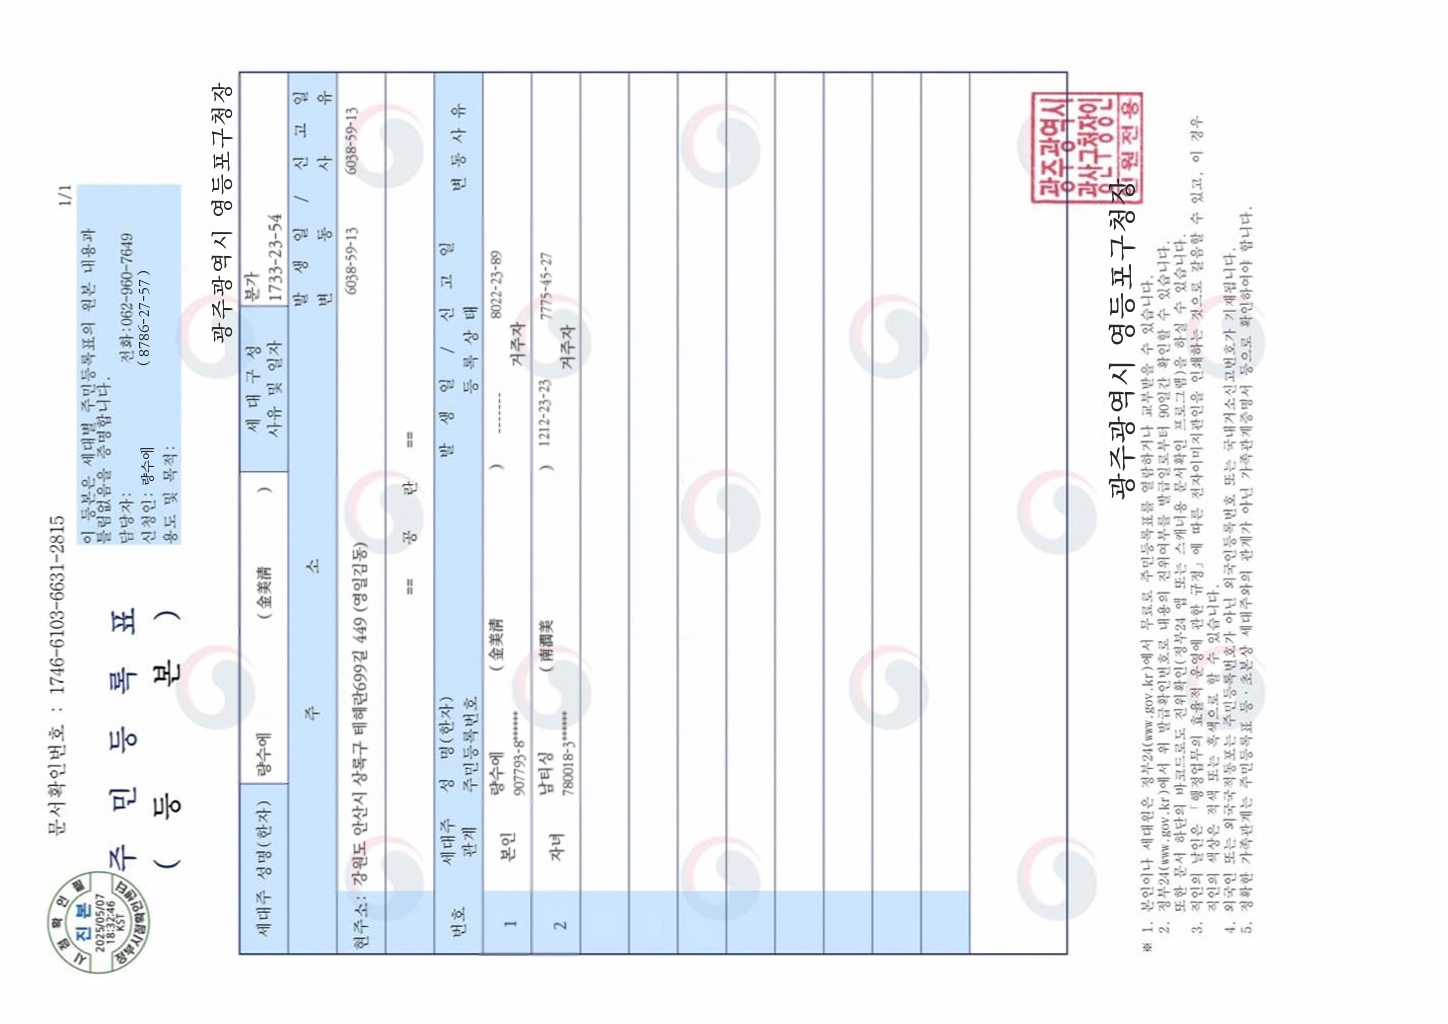 문서확인번호 : 1746-6103-6631-2815
1/1
시 점 확 인 필
진 본
2025/05/07
18:32:46
KST
정부시점확인센터
주 민 등 록 표
( 등 본 )
이 등본은 세대별 주민등록표의 원본 내용과
틀림없음을 증명합니다.
담당자: 전화:062-960-7649
신청인: 량수에 (8786-27-57)
용도 및 목적:
광주광역시 영등포구청장
세대주 성명(한자) 량수에 ( 金美淸 )
세 대 구 성
사유 및 일자
분가
1733-23-54
주 소
발 생 일 / 신 고 일
변 동 사 유
현주소: 강원도 안산시 상록구 테헤란699길 449 (영일김동)
6038-59-13 6038-59-13
== 공 란 ==
번호
세대주
관계
성 명(한자)
주민등록번호
발 생 일 / 신 고 일
등 록 상 태
변 동 사 유
1 본인 량수에 ( 金美淸 ) ------- 8022-23-89
907793-8****** 거주자
2 자녀 남티싱 ( 南潤美 ) 1212-23-23 7775-45-27
780018-3****** 거주자
광주광역시
민원전용
광주광역시 영등포구청장
※ 1. 본인이나 세대원은 정부24(www.gov.kr)에서 무료로 주민등록표를 열람하거나 교부받을 수 있습니다.
2. 정부24(www.gov.kr)에서 위 발급확인번호로 내용의 진위여부를 발급일로부터 90일간 확인할 수 있습니다.
또한 문서 하단의 바코드로도 진위확인(정부24 앱 또는 스캐너용 문서확인 프로그램)을 하실 수 있습니다.
3. 직인의 날인은 「행정업무의 효율적 운영에 관한 규정」에 따른 전자이미지관인을 인쇄하는 것으로 갈음할 수 있고, 이 경우
직인의 색상은 적색 또는 흑색으로 할 수 있습니다.
4. 외국인 또는 외국국적동포는 주민등록번호가 아닌 외국인등록번호 또는 국내거소신고번호가 기재됩니다.
5. 정확한 가족관계는 주민등록표 등·초본상 세대주와의 관계가 아닌 가족관계증명서 등으로 확인하여야 합니다.